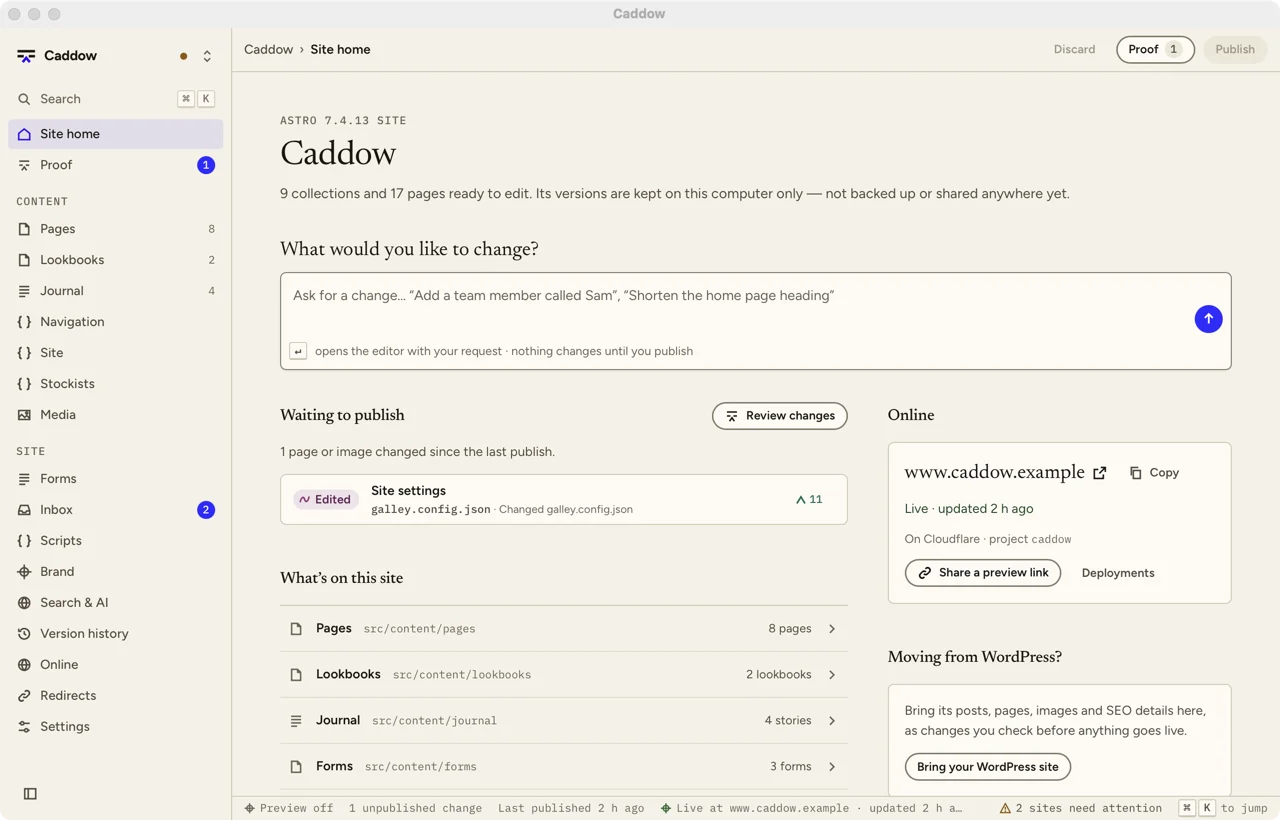 Caddow
Caddow
Search ⌘ K
Site home
Proof 1
CONTENT
Pages 8
Lookbooks 2
Journal 4
{ } Navigation
{ } Site
{ } Stockists
Media
SITE
Forms
Inbox 2
{ } Scripts
Brand
Search & AI
Version history
Online
Redirects
Settings
Caddow › Site home
Discard
Proof 1
Publish
ASTRO 7.4.13 SITE
Caddow
9 collections and 17 pages ready to edit. Its versions are kept on this computer only — not backed up or shared anywhere yet.
What would you like to change?
Ask for a change… “Add a team member called Sam”, “Shorten the home page heading”
↵ opens the editor with your request · nothing changes until you publish
Waiting to publish
Review changes
1 page or image changed since the last publish.
Edited
Site settings
galley.config.json · Changed galley.config.json
11
What’s on this site
Pages src/content/pages 8 pages
Lookbooks src/content/lookbooks 2 lookbooks
Journal src/content/journal 4 stories
Forms src/content/forms 3 forms
Online
www.caddow.example
Copy
Live · updated 2 h ago
On Cloudflare · project caddow
Share a preview link
Deployments
Moving from WordPress?
Bring its posts, pages, images and SEO details here,
as changes you check before anything goes live.
Bring your WordPress site
Preview off 1 unpublished change Last published 2 h ago Live at www.caddow.example · updated 2 h a… 2 sites need attention ⌘ K to jump